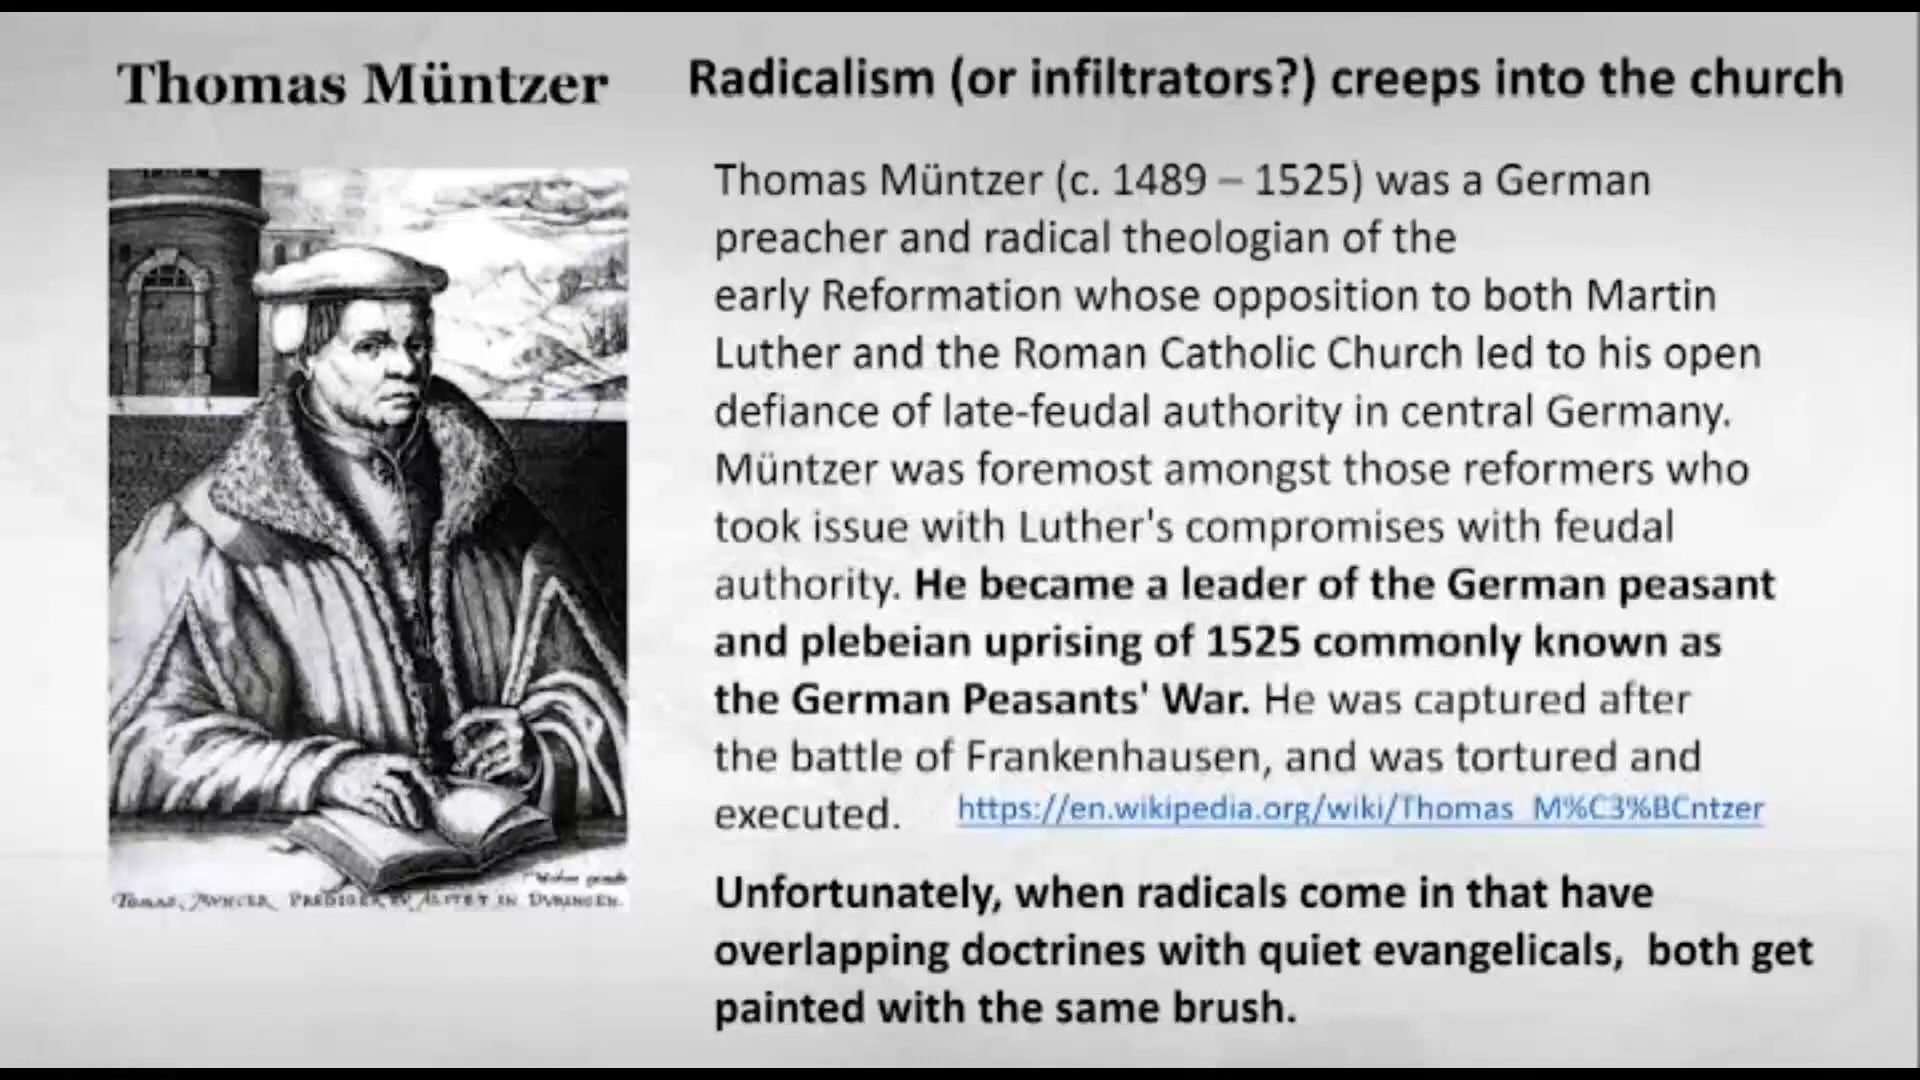 Thomas Müntzer
Radicalism (or infiltrators?) creeps into the church
Thomas Müntzer (c. 1489 – 1525) was a German
preacher and radical theologian of the
early Reformation whose opposition to both Martin
Luther and the Roman Catholic Church led to his open
defiance of late-feudal authority in central Germany.
Müntzer was foremost amongst those reformers who
took issue with Luther's compromises with feudal
authority. He became a leader of the German peasant
and plebeian uprising of 1525 commonly known as
the German Peasants' War. He was captured after
the battle of Frankenhausen, and was tortured and
executed. https://en.wikipedia.org/wiki/Thomas_M%C3%BCntzer
Unfortunately, when radicals come in that have
overlapping doctrines with quiet evangelicals, both get
painted with the same brush.
IN DVRINGEN.